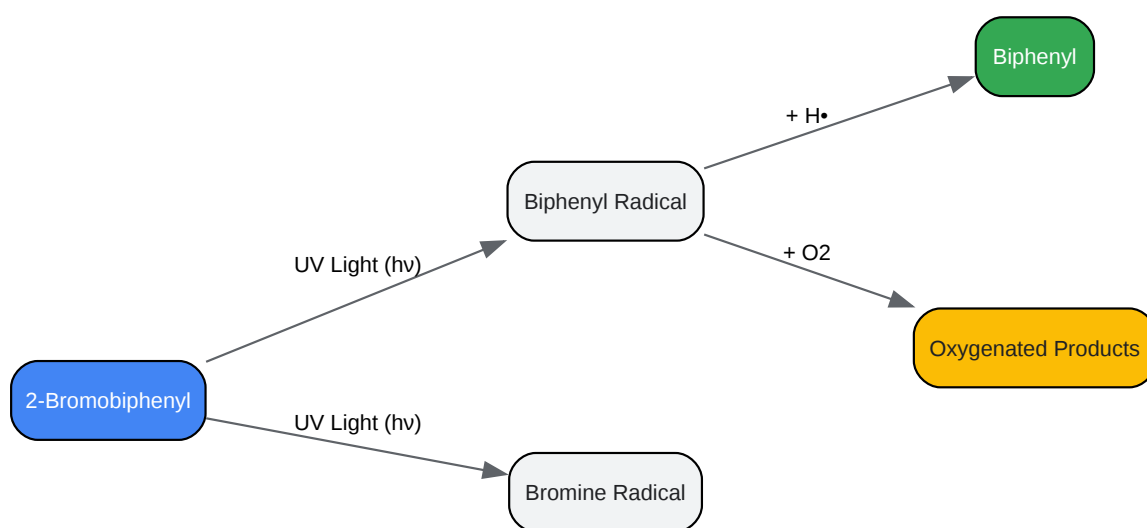 Biphenyl
+ H•
Biphenyl Radical
+ O2
UV Light (hν)
Oxygenated Products
2-Bromobiphenyl
UV Light (hν)
Bromine Radical